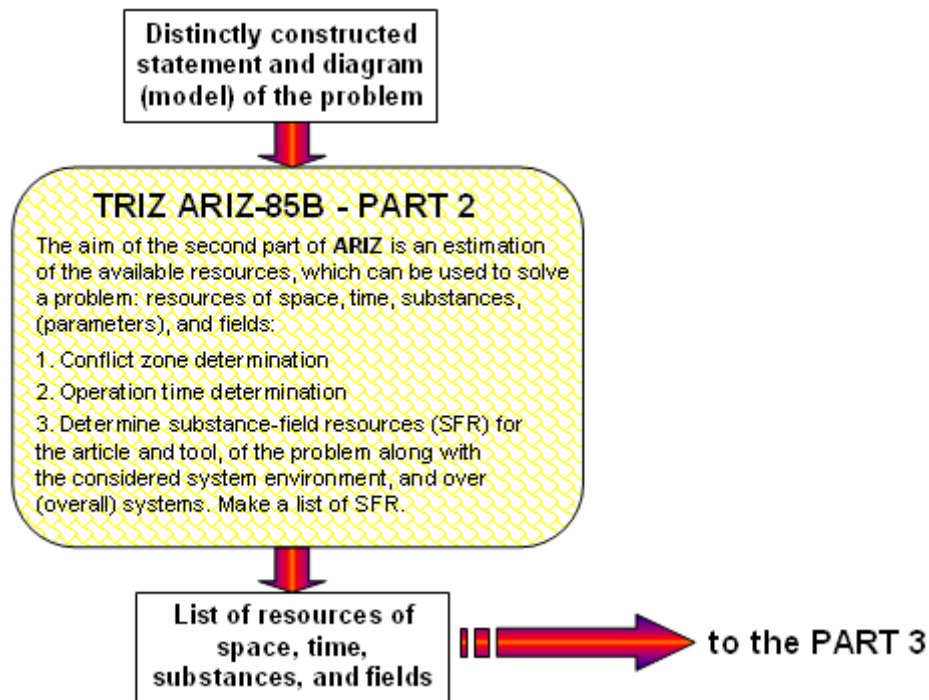 Distinctly constructed
statement and diagram
(model) of the problem
TRIZ ARIZ-85B - PART 2
The aim of the second part of ARIZ is an estimation
of the available resources, which can be used to solve
a problem: resources of space, time, substances,
(parameters), and fields:
1. Conflict zone determination
2. Operation time determination
3. Determine substance-field resources (SFR) for
the article and tool, of the problem along with
the considered system environment, and over
(overall) systems. Make a list of SFR.
List of resources of
space, time,
substances, and fields
to the PART 3